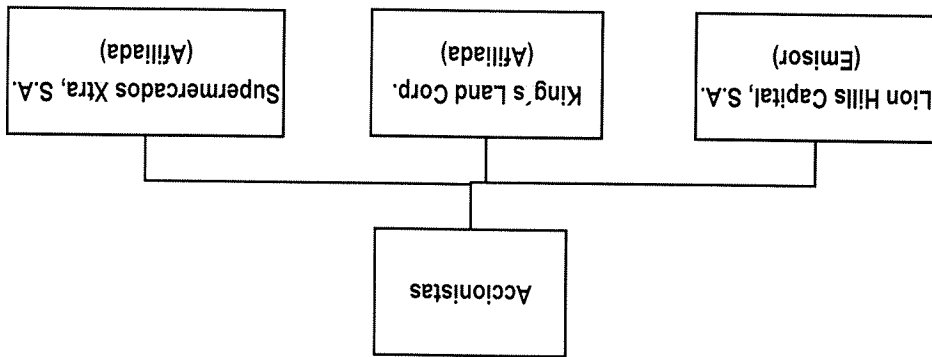 Accionistas
Lion Hills Capital, S.A.
(Emisor)
King´s Land Corp.
(Afiliada)
Supermercados Xtra, S.A.
(Afiliada)